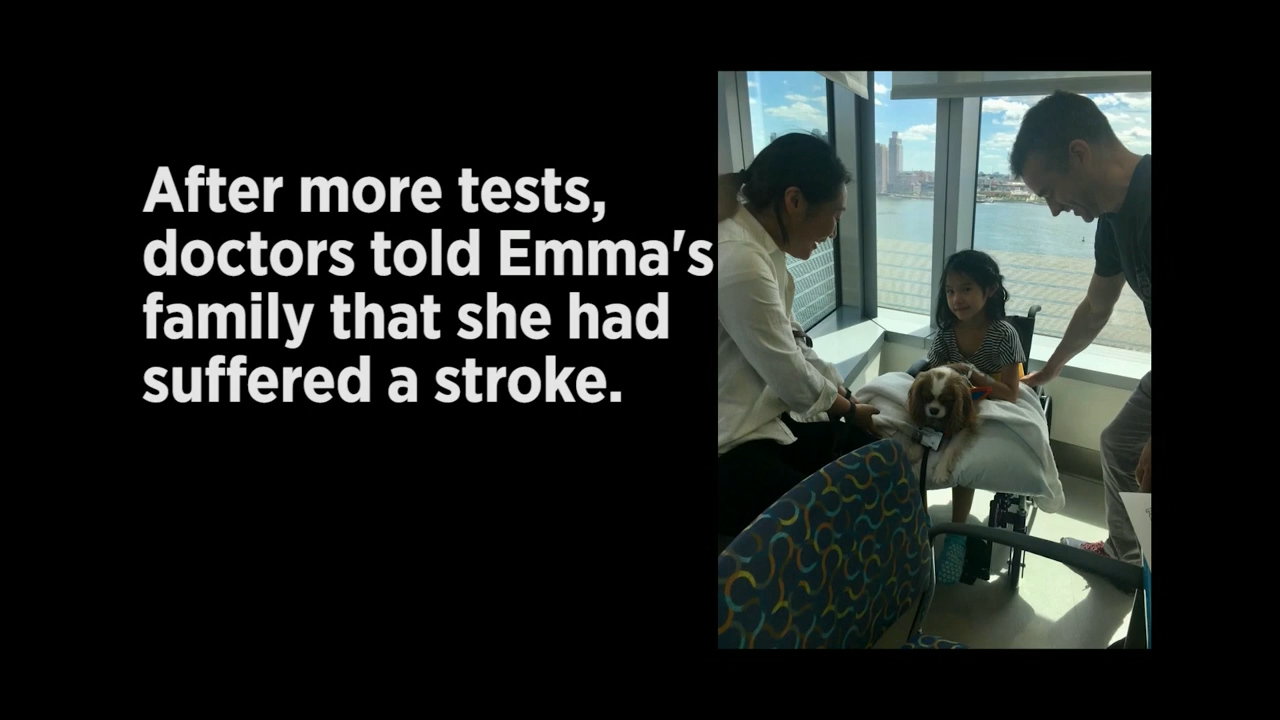 After more tests,
doctors told Emma's
family that she had
suffered a stroke.